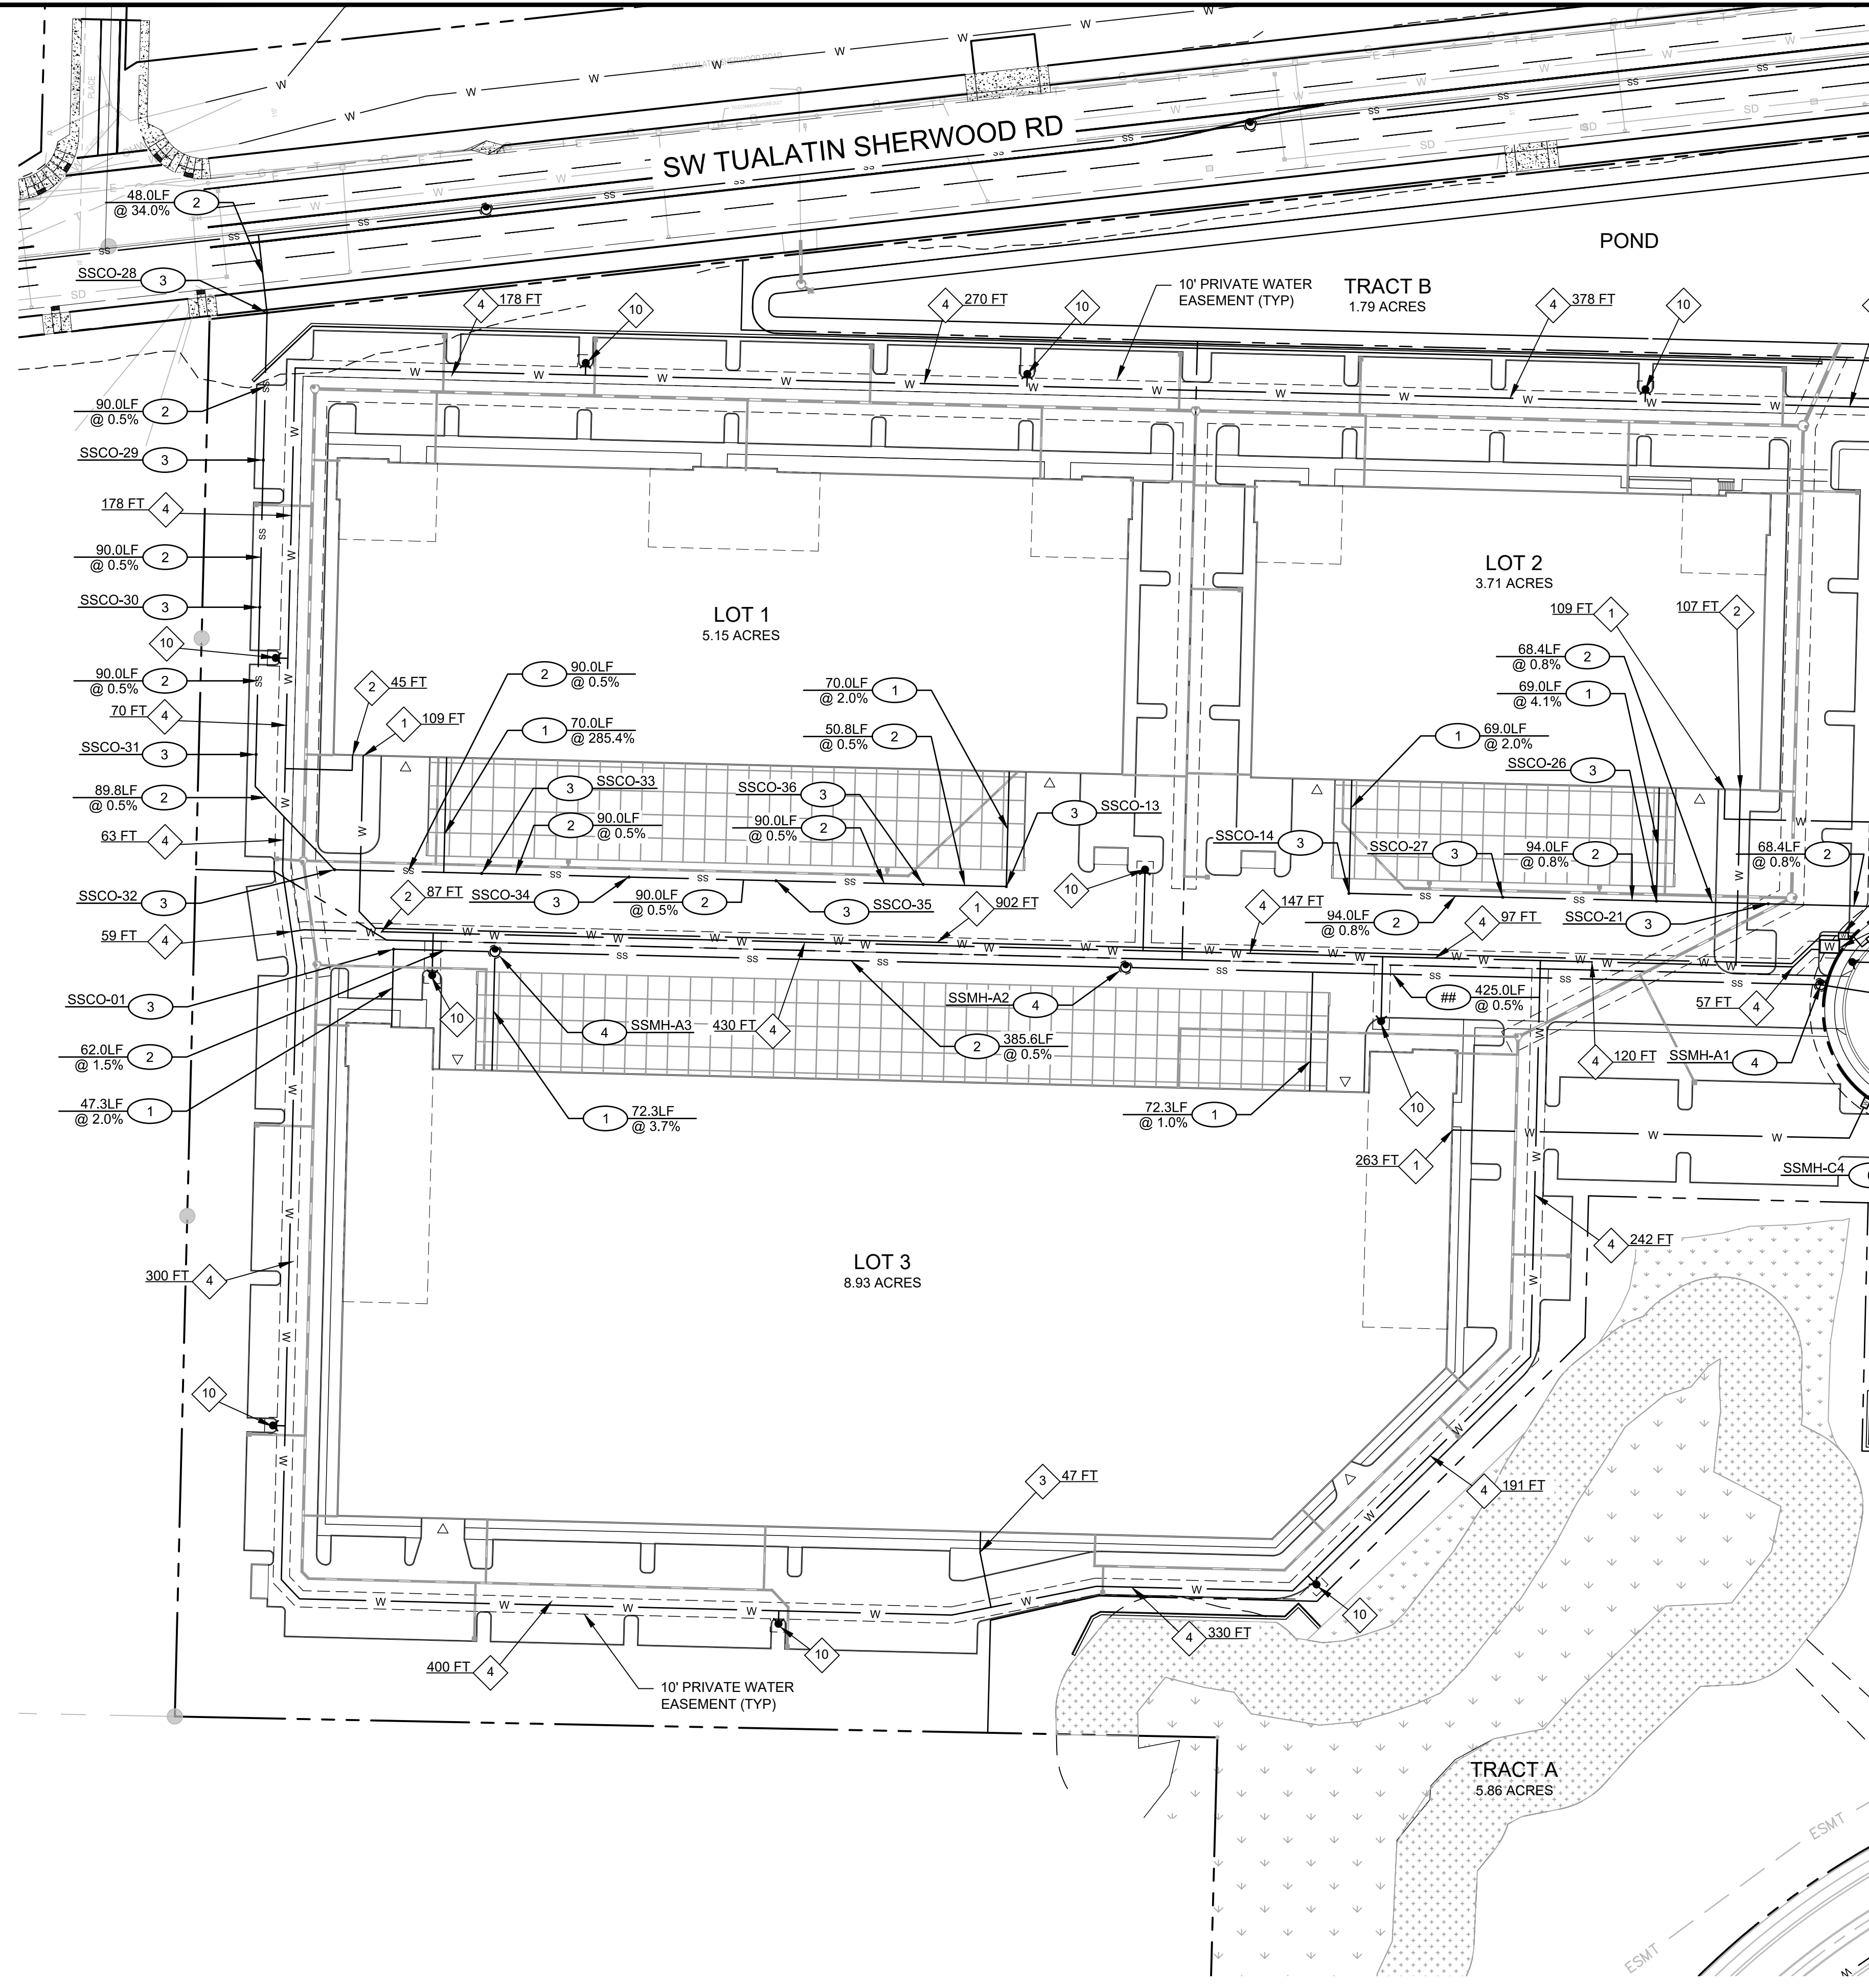 SW TUALATIN SHERWOOD ROAD
PLACE
SW TUALATIN SHERWOOD RD
48.0LF
@ 34.0%
2
SSCO-28
3
POND
TRACT B
1.79 ACRES
10' PRIVATE WATER
EASEMENT (TYP)
4
178 FT
10
4
270 FT
10
4
378 FT
10
90.0LF
@ 0.5%
2
SSCO-29
3
178 FT
4
90.0LF
@ 0.5%
2
SSCO-30
3
10
90.0LF
@ 0.5%
2
70 FT
4
SSCO-31
3
89.8LF
@ 0.5%
2
63 FT
4
SSCO-32
3
59 FT
4
SSCO-01
3
62.0LF
@ 1.5%
2
47.3LF
@ 2.0%
1
LOT 1
5.15 ACRES
2
45 FT
1
109 FT
2
90.0LF
@ 0.5%
1
70.0LF
@ 285.4%
70.0LF
@ 2.0%
1
50.8LF
@ 0.5%
2
3
SSCO-33
SSCO-36
3
2
90.0LF
@ 0.5%
90.0LF
@ 0.5%
2
3
SSCO-13
2
87 FT
SSCO-34
3
90.0LF
@ 0.5%
2
3
SSCO-35
1
902 FT
10
LOT 2
3.71 ACRES
109 FT
1
107 FT
2
68.4LF
@ 0.8%
2
69.0LF
@ 4.1%
1
1
69.0LF
@ 2.0%
SSCO-26
3
SSCO-14
3
SSCO-27
3
94.0LF
@ 0.8%
2
68.4LF
@ 0.8%
2
4
147 FT
94.0LF
@ 0.8%
2
4
97 FT
SSCO-21
3
10
4
SSMH-A3
430 FT
4
SSMH-A2
4
2
385.6LF
@ 0.5%
##
425.0LF
@ 0.5%
57 FT
4
4
120 FT
SSMH-A1
4
1
72.3LF
@ 3.7%
72.3LF
@ 1.0%
1
10
263 FT
1
SSMH-C4
4
242 FT
LOT 3
8.93 ACRES
300 FT
4
10
3
47 FT
4
191 FT
10
4
330 FT
10
400 FT
4
10' PRIVATE WATER
EASEMENT (TYP)
TRACT A
5.86 ACRES
ESMT
ESMT